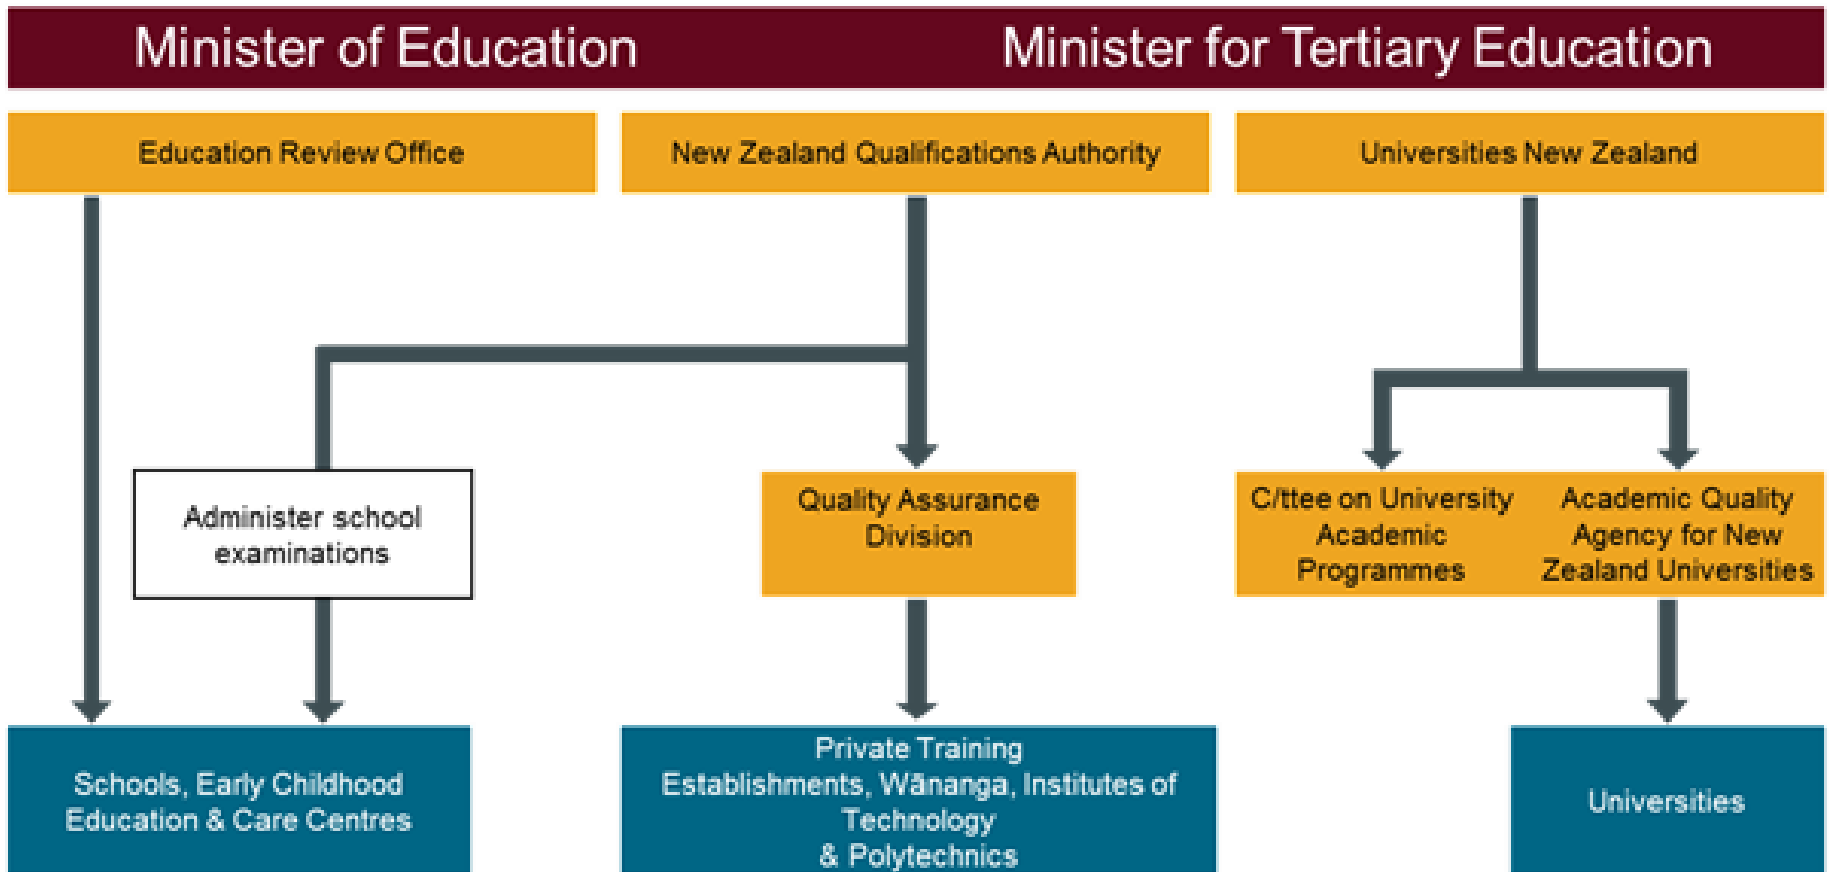 Minister of Education
Minister for Tertiary Education
Education Review Office
New Zealand Qualifications Authority
Universities New Zealand
Administer school
examinations
Quality Assurance
Division
C/ttee on University
Academic
Programmes
Academic Quality
Agency for New
Zealand Universities
Schools, Early Childhood
Education & Care Centres
Private Training
Establishments, Wānanga, Institutes of
Technology
& Polytechnics
Universities